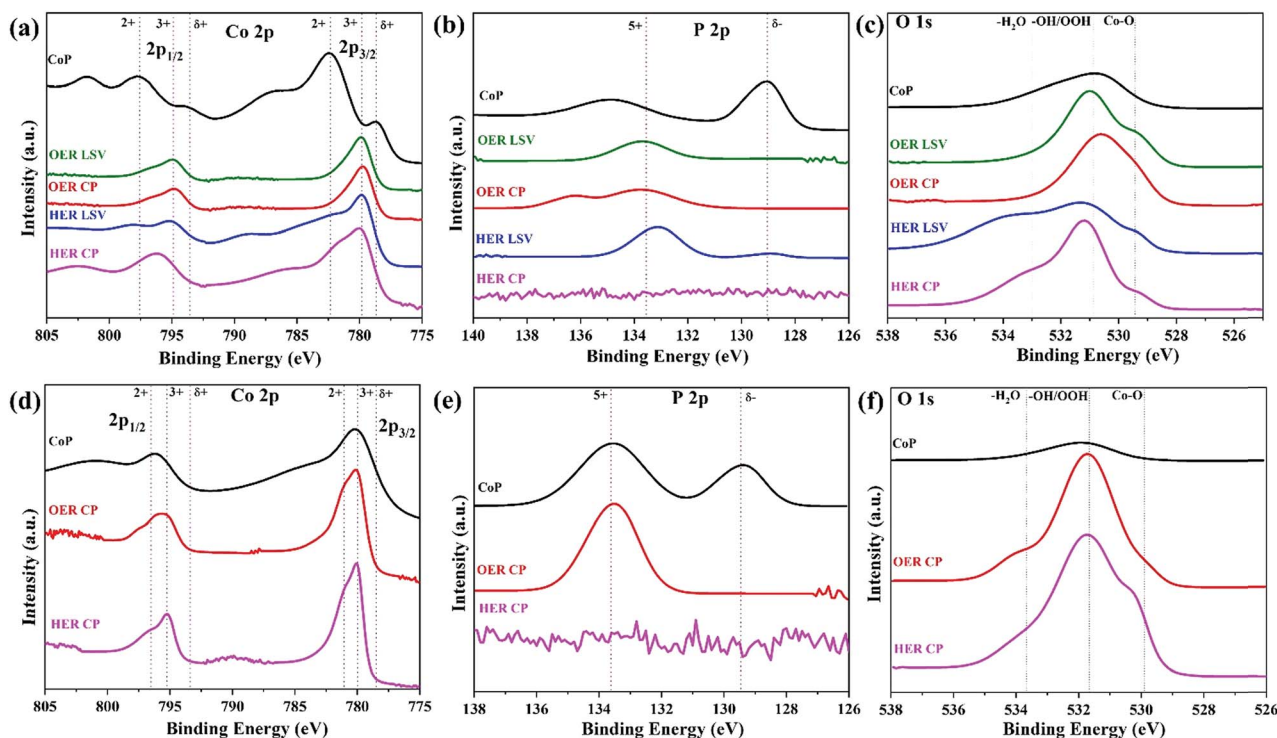 (a)
2+
3+
δ+
Co 2p
2+
3+
δ+
2p1/2
2p3/2
CoP
OER LSV
OER CP
HER LSV
HER CP
Intensity (a.u.)
805 800 795 790 785 780 775
Binding Energy (eV)
(b)
5+
P 2p
δ-
CoP
OER LSV
OER CP
HER LSV
HER CP
Intensity (a.u.)
140 138 136 134 132 130 128 126
Binding Energy (eV)
(c)
O 1s
-H2O
-OH/OOH
Co-O
CoP
OER LSV
OER CP
HER LSV
HER CP
Intensity (a.u.)
538 536 534 532 530 528 526
Binding Energy (eV)
(d)
2+
3+
δ+
Co 2p
2+
3+
δ+
2p1/2
2p3/2
CoP
OER CP
HER CP
Intensity (a.u.)
805 800 795 790 785 780 775
Binding Energy (eV)
(e)
5+
P 2p
δ-
CoP
OER CP
HER CP
Intensity (a.u.)
138 136 134 132 130 128 126
Binding Energy (eV)
(f)
O 1s
-H2O
-OH/OOH
Co-O
CoP
OER CP
HER CP
Intensity (a.u.)
538 536 534 532 530 528 526
Binding Energy (eV)